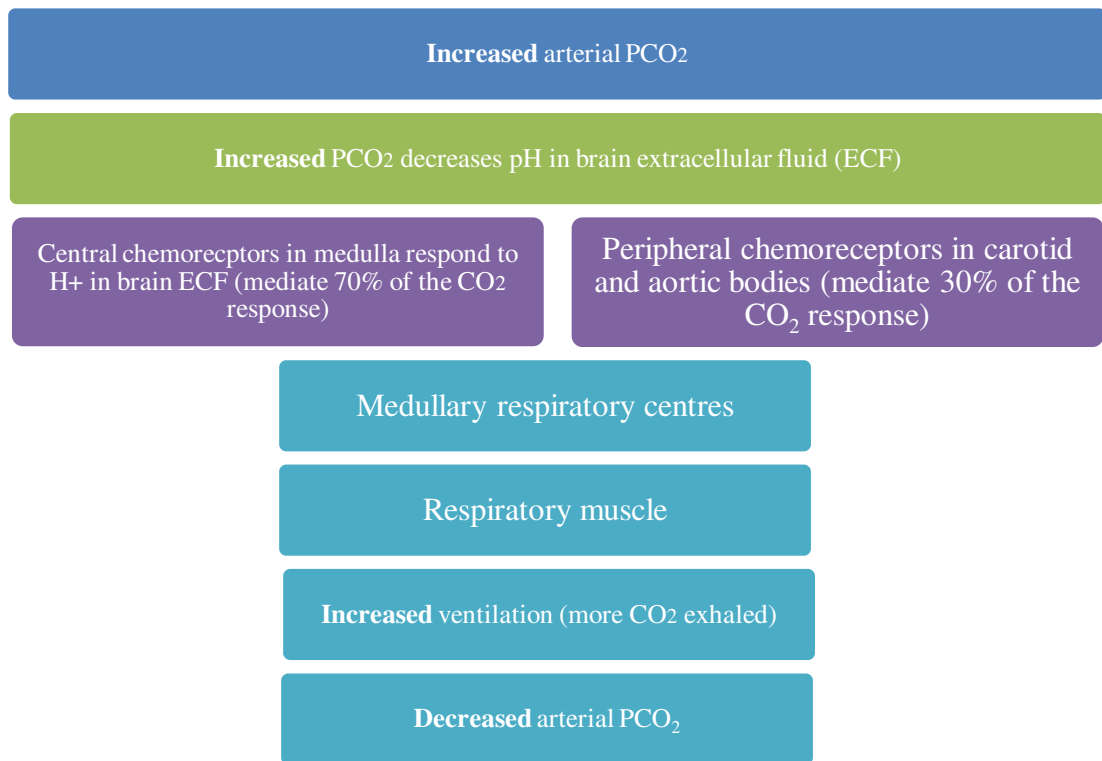 Increased arterial PCO2
Increased PCO2 decreases pH in brain extracellular fluid (ECF)
Central chemorecptors in medulla respond to
H+ in brain ECF (mediate 70% of the CO2
response)
Peripheral chemoreceptors in carotid
and aortic bodies (mediate 30% of the
CO₂ response)
Medullary respiratory centres
Respiratory muscle
Increased ventilation (more CO2 exhaled)
Decreased arterial PCO₂